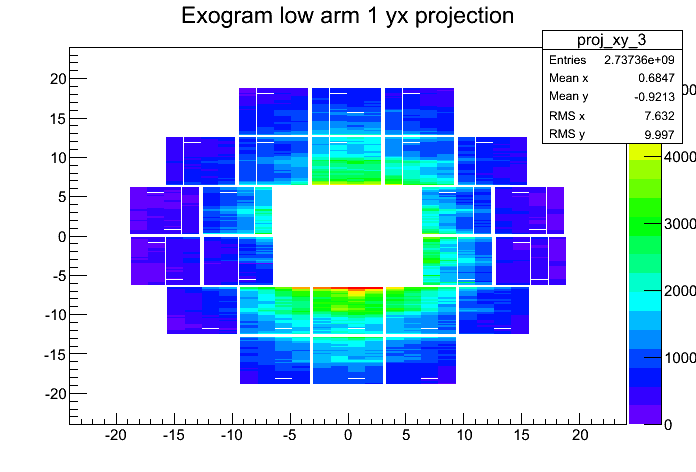 Exogram low arm 1 yx projection
proj_xy_3
Entries 2.73736e+09
Mean x 0.6847
Mean y -0.9213
RMS x 7.632
RMS y 9.997
20
15
10
5
0
-5
-10
-15
-20
-20 -15 -10 -5 0 5 10 15 20
4000
3000
2000
1000
0